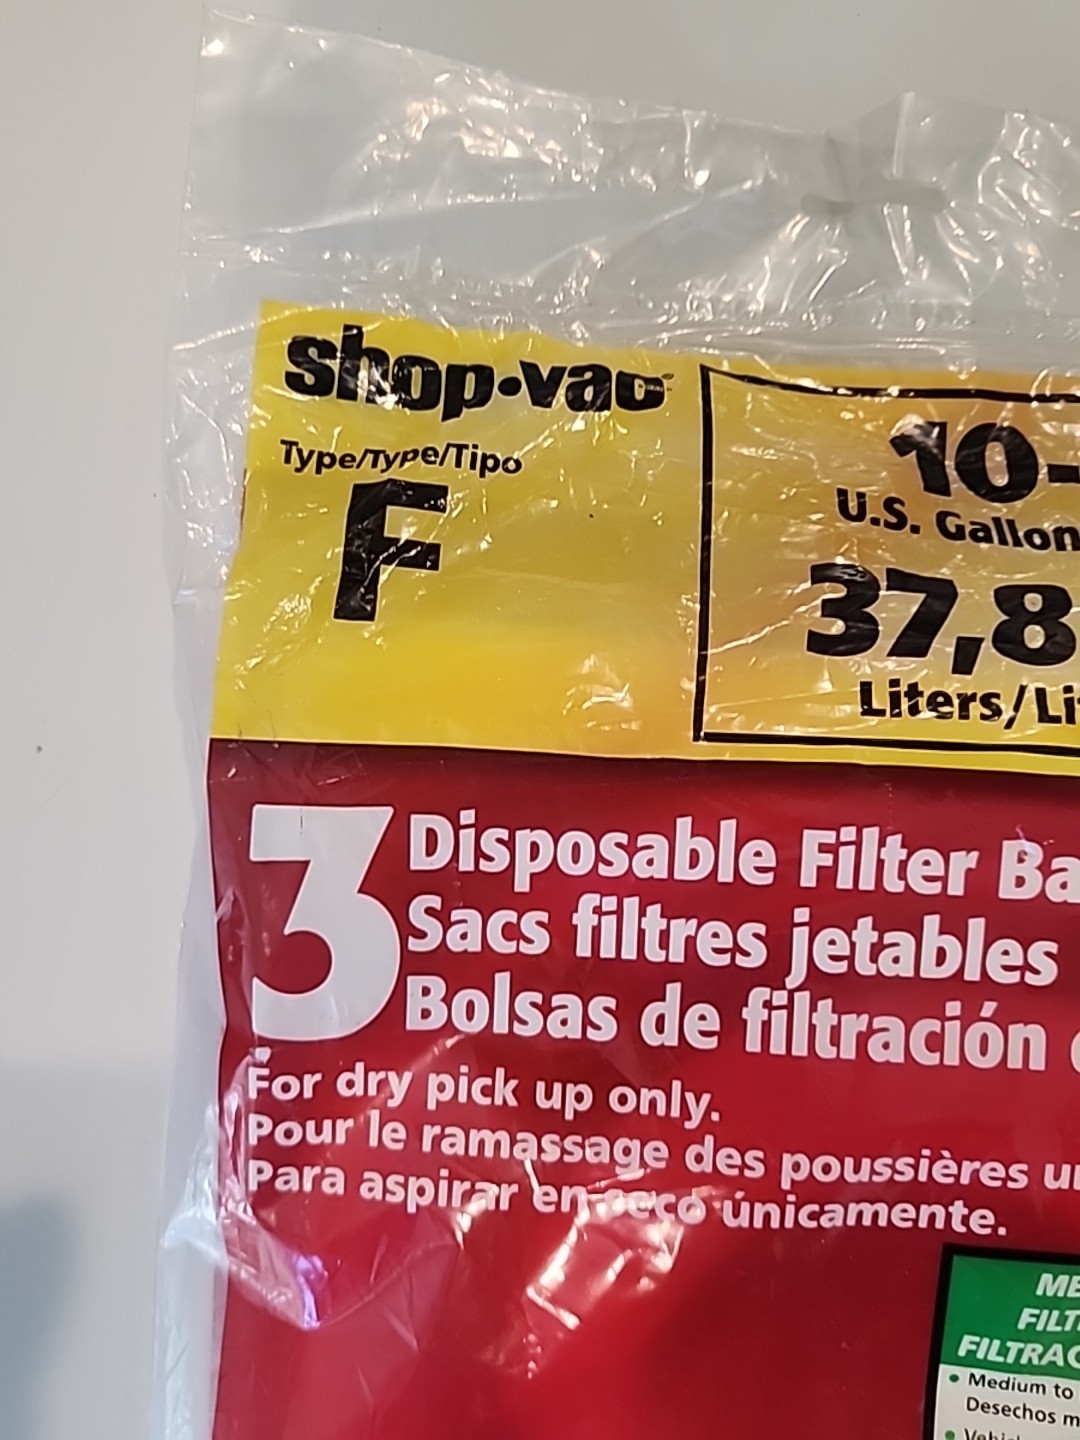 shop·vac
Type/Type/Tipo
F
10-
U.S. Gallon
37,8
Liters/Li
3
Disposable Filter Ba
Sacs filtres jetables
Bolsas de filtración
For dry pick up only.
Pour le ramassage des poussières u
Para aspirar en seco únicamente.
ME
FILT
FILTRAC
• Medium to
Desechos m